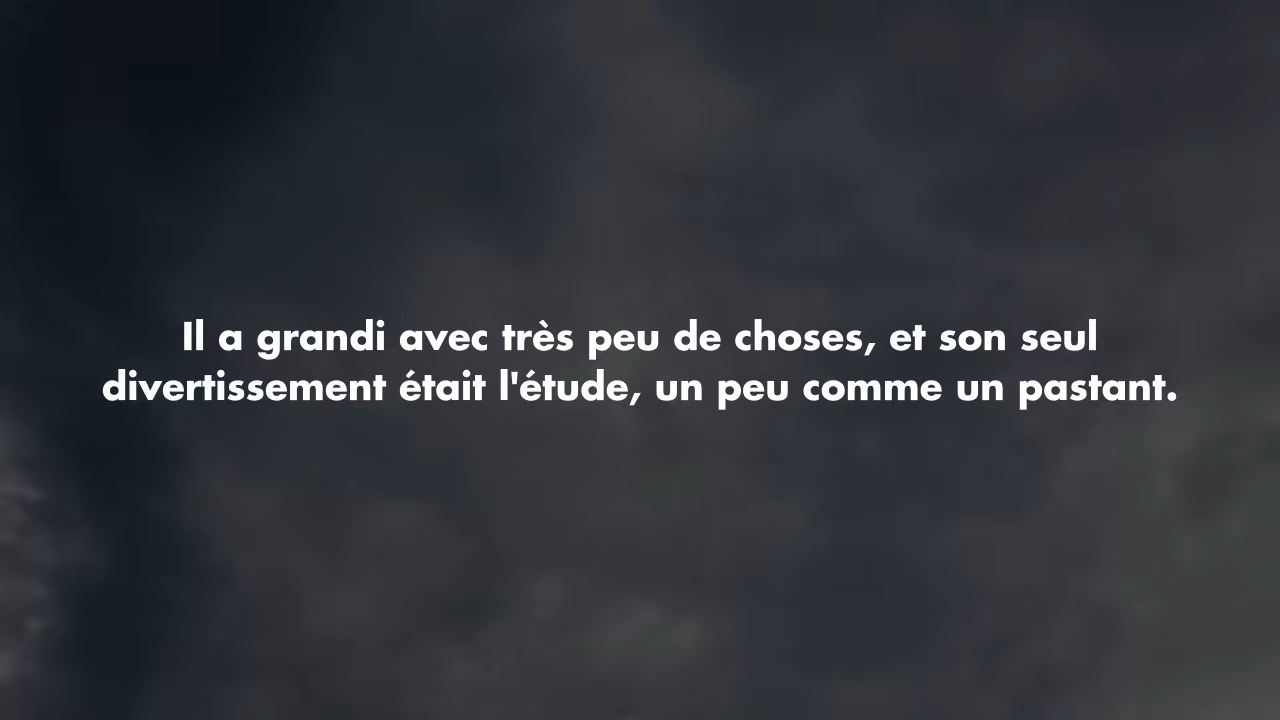 Il a grandi avec très peu de choses, et son seul
divertissement était l'étude, un peu comme un pastant.